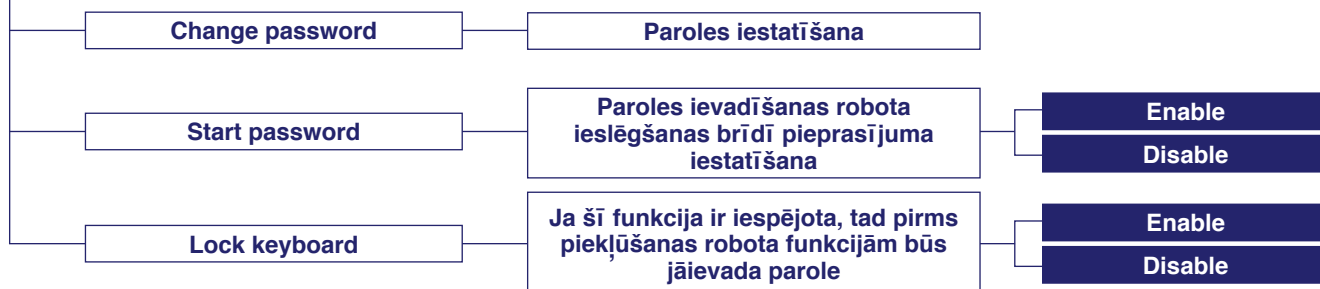 Change password
Paroles iestatīšana
Start password
Paroles ievadīšanas robota
ieslēgšanas brīdī pieprasījuma
iestatīšana
Enable
Disable
Lock keyboard
Ja šī funkcija ir iespējota, tad pirms
piekļūšanas robota funkcijām būs
jāievada parole
Enable
Disable